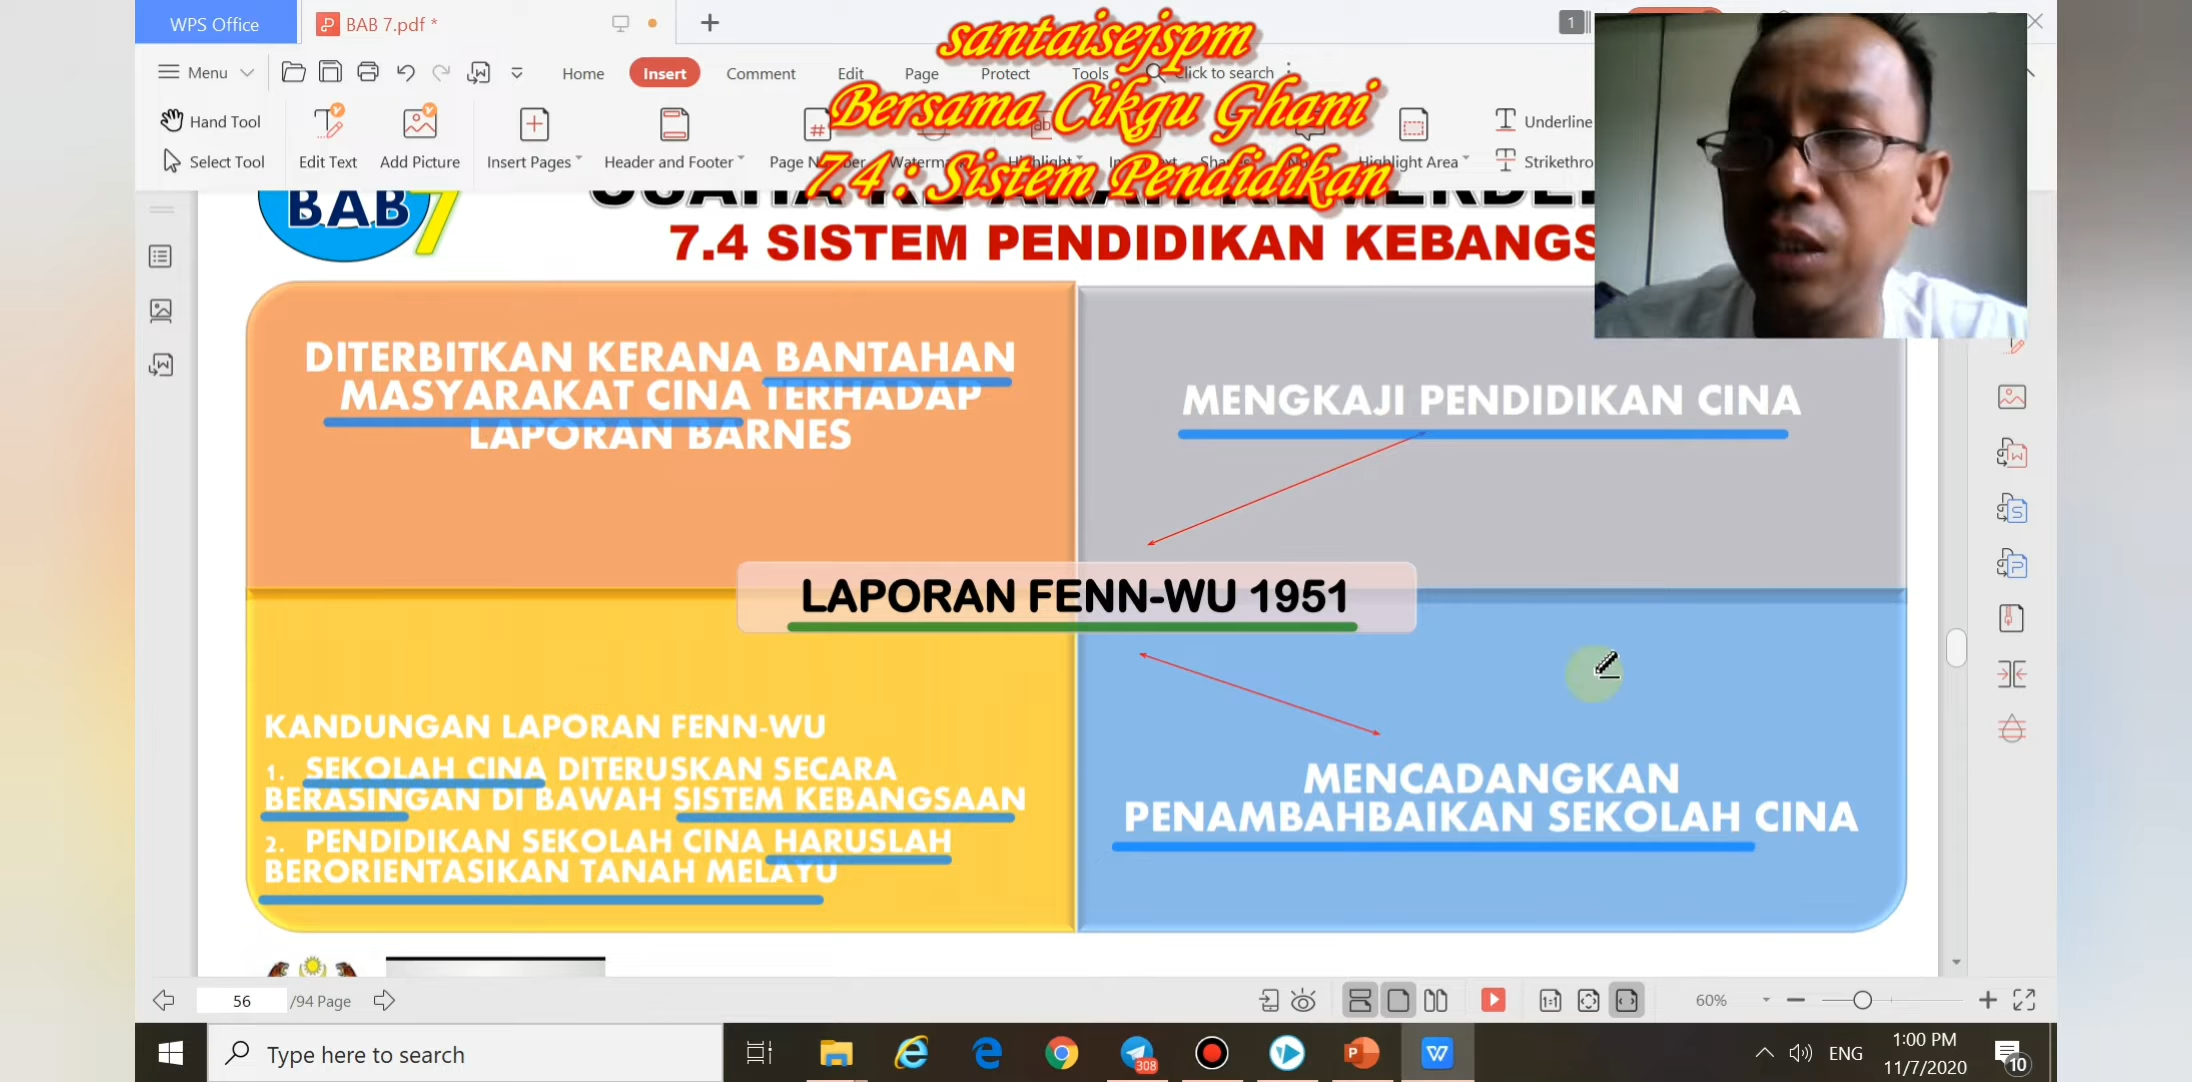 WPS Office
BAB 7.pdf *
1
santaisejspm
Bersama Cikgu Ghani
7.4 : Sistem Pendidikan
Menu
Home
Insert
Comment
Edit
Page
Protect
Tools
Click to search
Hand Tool
Select Tool
Edit Text
Add Picture
Insert Pages
Header and Footer
Highlight Area
Underline
BAB 7
7.4 SISTEM PENDIDIKAN KEBANGS
DITERBITKAN KERANA BANTAHAN
MASYARAKAT CINA TERHADAP
LAPORAN BARNES
MENGKAJI PENDIDIKAN CINA
LAPORAN FENN-WU 1951
KANDUNGAN LAPORAN FENN-WU
1. SEKOLAH CINA DITERUSKAN SECARA
BERASINGAN DI BAWAH SISTEM KEBANGSAAN
2. PENDIDIKAN SEKOLAH CINA HARUSLAH
BERORIENTASIKAN TANAH MELAYU
MENCADANGKAN
PENAMBAHBAIKAN SEKOLAH CINA
56
/94 Page
60%
Type here to search
308
ENG
1:00 PM
11/7/2020
10